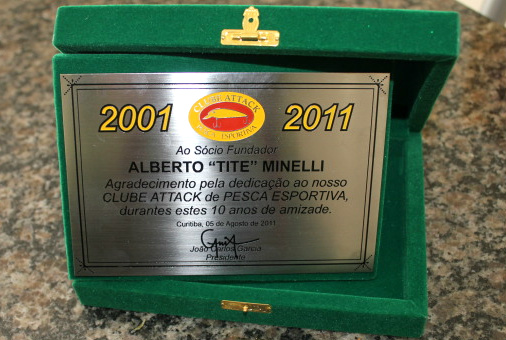 2001 CLUBE ATTACK 2011
PESCA ESPORTIVA
Ao Sócio Fundador
ALBERTO “TITE” MINELLI
Agradecimento pela dedicação ao nosso
CLUBE ATTACK de PESCA ESPORTIVA,
durantes estes 10 anos de amizade.
Curitiba, 05 de Agosto de 2011
João Carlos Garcia
Presidente